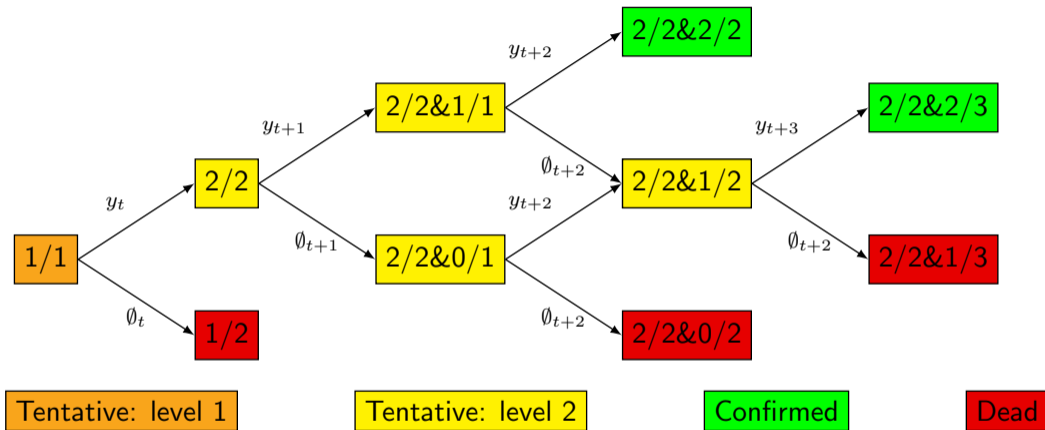 2/2&2/2
y_{t+2}
2/2&1/1
2/2&2/3
y_{t+1}
y_{t+3}
∅_{t+2}
2/2
2/2&1/2
y_t
y_{t+2}
∅_{t+1}
∅_{t+2}
1/1
2/2&0/1
2/2&1/3
∅_t
∅_{t+2}
1/2
2/2&0/2
Tentative: level 1
Tentative: level 2
Confirmed
Dead